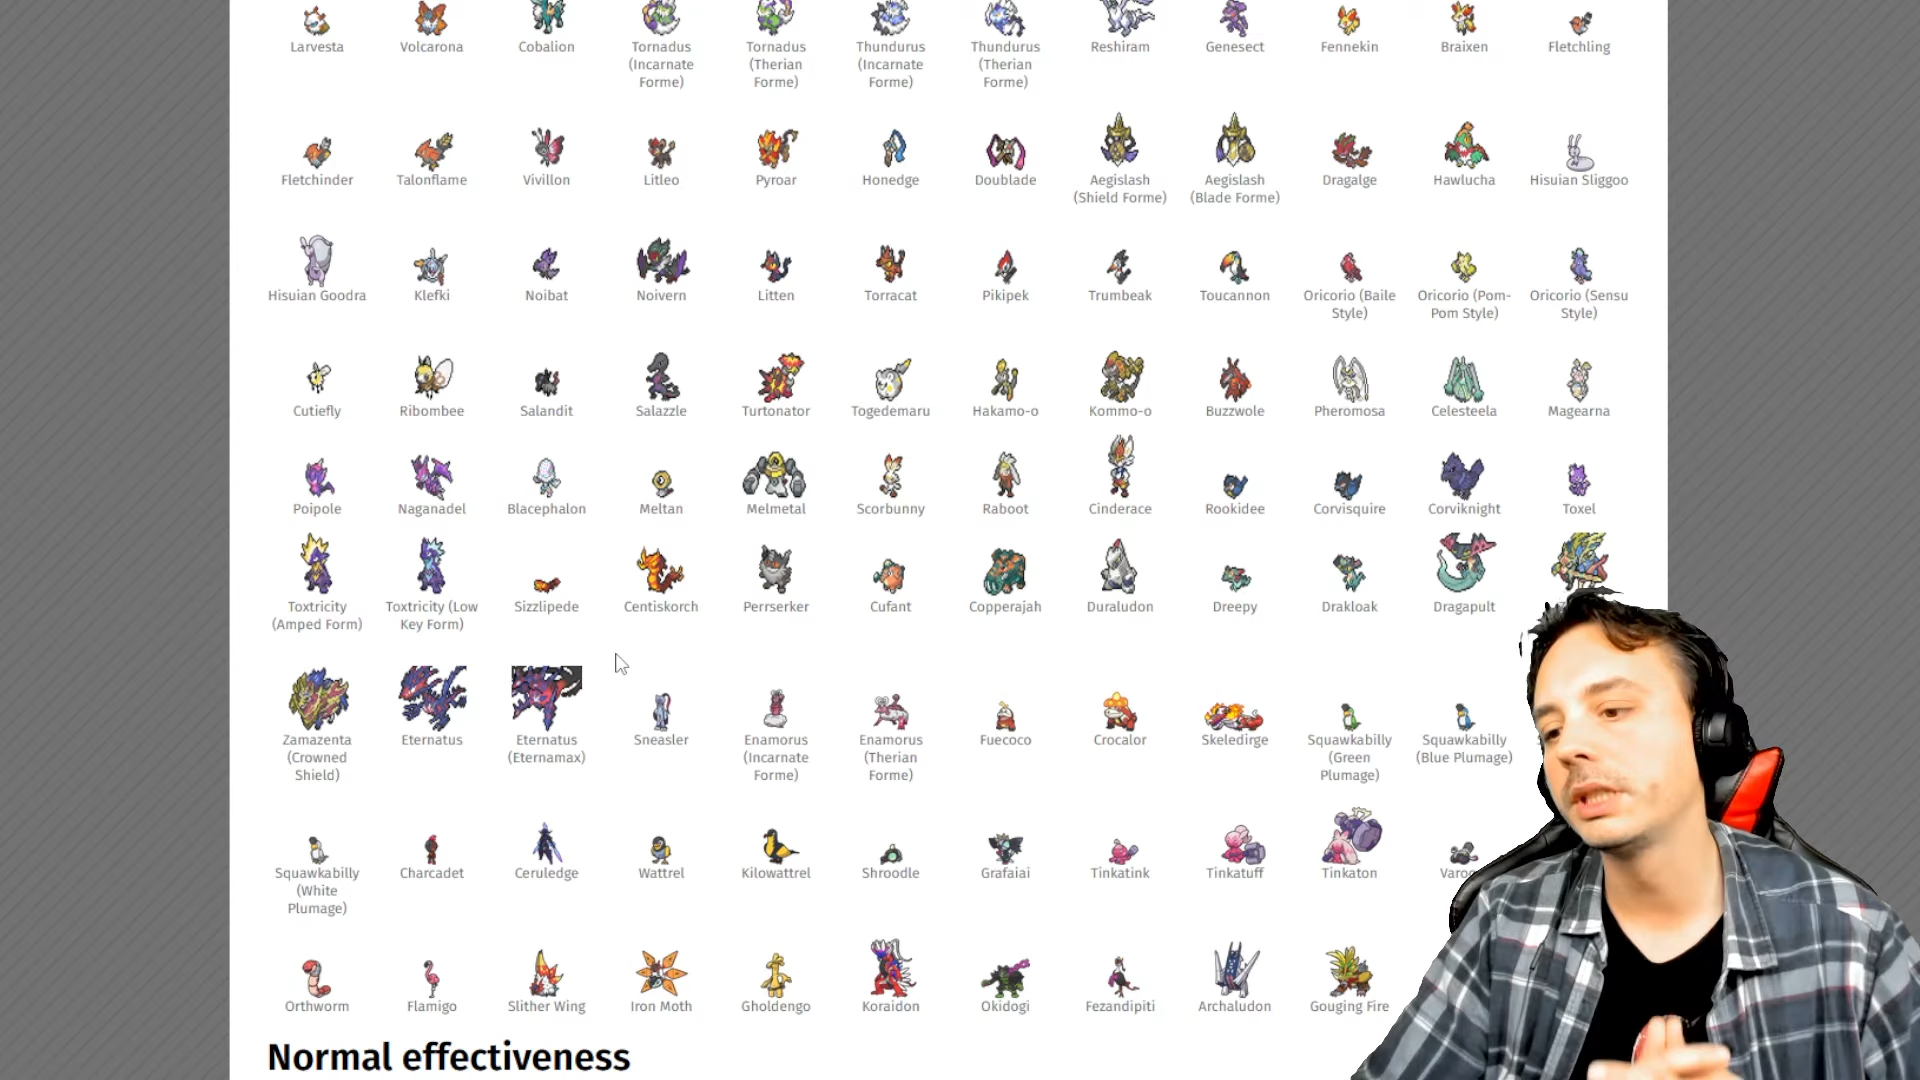 Larvesta Volcarona Cobalion Tornadus Tornadus Thundurus Thundurus Reshiram Genesect Fennekin Braixen Fletchling
(Incarnate (Therian (Incarnate (Therian
Forme) Forme) Forme) Forme)
Fletchinder Talonflame Vivillon Litleo Pyroar Honedge Doublade Aegislash Aegislash Dragalge Hawlucha Hisuian Sliggoo
(Shield Forme) (Blade Forme)
Hisuian Goodra Klefki Noibat Noivern Litten Torracat Pikipek Trumbeak Toucannon Oricorio (Baile Oricorio (Pom- Oricorio (Sensu
Style) Pom Style) Style)
Cutiefly Ribombee Salandit Salazzle Turtonator Togedemaru Hakamo-o Kommo-o Buzzwole Pheromosa Celesteela Magearna
Poipole Naganadel Blacephalon Meltan Melmetal Scorbunny Raboot Cinderace Rookidee Corvisquire Corviknight Toxel
Toxtricity Toxtricity (Low Sizzlipede Centiskorch Perrserker Cufant Copperajah Duraludon Dreepy Drakloak Dragapult
(Amped Form) Key Form)
Zamazenta Eternatus Eternatus Sneasler Enamorus Enamorus Fuecoco Crocalor Skeledirge Squawkabilly Squawkabilly
(Crowned (Eternamax) (Incarnate (Therian (Green (Blue Plumage)
Shield) Forme) Forme) Plumage)
Squawkabilly Charcadet Ceruledge Wattrel Kilowattrel Shroodle Grafaiai Tinkatink Tinkatuff Tinkaton
(White
Plumage)
Orthworm Flamigo Slither Wing Iron Moth Gholdengo Koraidon Okidogi Fezandipiti Archaludon Gouging Fire
Normal effectiveness